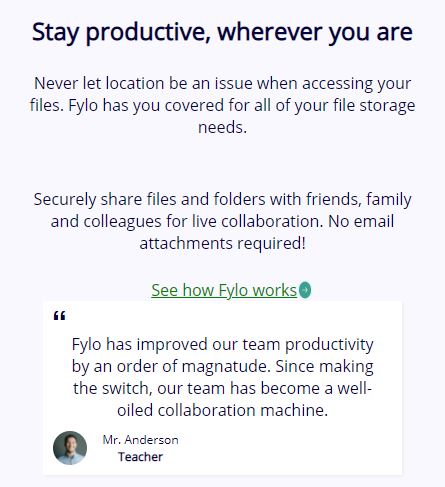 Stay productive, wherever you are
Never let location be an issue when accessing your
files. Fylo has you covered for all of your file storage
needs.
Securely share files and folders with friends, family
and colleagues for live collaboration. No email
attachments required!
See how Fylo works
“
Fylo has improved our team productivity
by an order of magnatude. Since making
the switch, our team has become a well-
oiled collaboration machine.
Mr. Anderson
Teacher